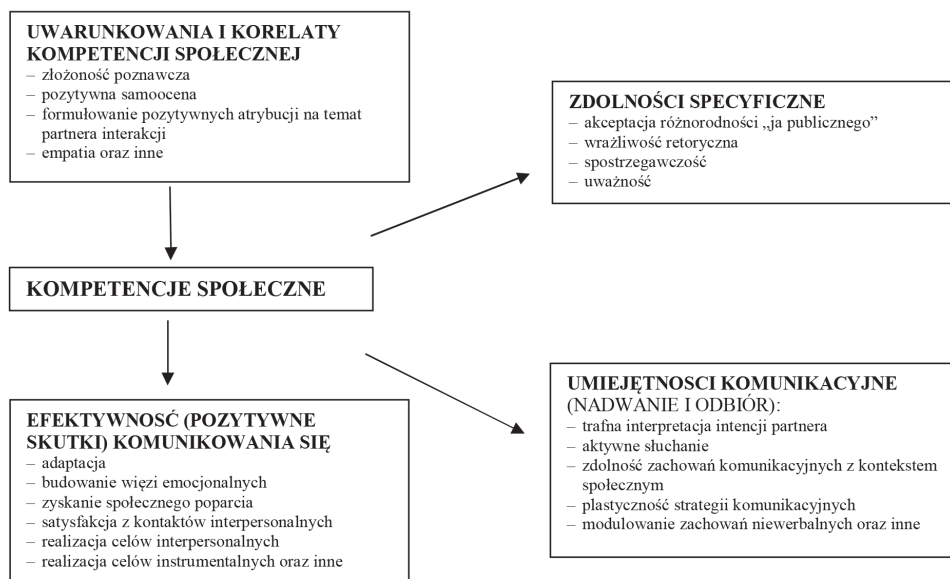 UWARUNKOWANIA I KORELATY
KOMPETENCJI SPOŁECZNEJ
– złożoność poznawcza
– pozytywna samoocena
– formułowanie pozytywnych atrybucji na temat
partnera interakcji
– empatia oraz inne
ZDOLNOŚCI SPECYFICZNE
– akceptacja różnorodności „ja publicznego”
– wrażliwość retoryczna
– spostrzegawczość
– uważność
KOMPETENCJE SPOŁECZNE
EFEKTYWNOŚĆ (POZYTYWNE
SKUTKI) KOMUNIKOWANIA SIĘ
– adaptacja
– budowanie więzi emocjonalnych
– zyskanie społecznego poparcia
– satysfakcja z kontaktów interpersonalnych
– realizacja celów interpersonalnych
– realizacja celów instrumentalnych oraz inne
UMIEJĘTNOSCI KOMUNIKACYJNE
(NADWANIE I ODBIÓR):
– trafna interpretacja intencji partnera
– aktywne słuchanie
– zdolność zachowań komunikacyjnych z kontekstem
społecznym
– plastyczność strategii komunikacyjnych
– modulowanie zachowań niewerbalnych oraz inne